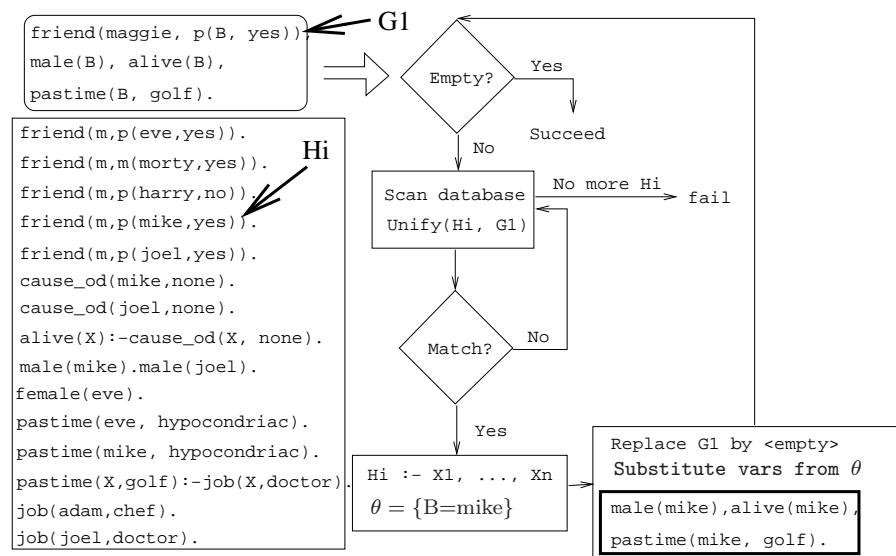 G1
friend(maggie, p(B, yes)),
male(B), alive(B),
pastime(B, golf).
friend(m,p(eve,yes)).
friend(m,m(morty,yes)).
Hi
friend(m,p(harry,no)).
friend(m,p(mike,yes)).
friend(m,p(joel,yes)).
cause_od(mike,none).
cause_od(joel,none).
alive(X):-cause_od(X, none).
male(mike).male(joel).
female(eve).
pastime(eve, hypocondriac).
pastime(mike, hypocondriac).
pastime(X,golf):-job(X,doctor).
job(adam,chef).
job(joel,doctor).
Empty?
Yes
Succeed
No
Scan database
Unify(Hi, G1)
No more Hi
fail
Match?
No
Yes
Hi :- X1, ..., Xn
θ = {B=mike}
Replace G1 by <empty>
Substitute vars from θ
male(mike),alive(mike),
pastime(mike, golf).